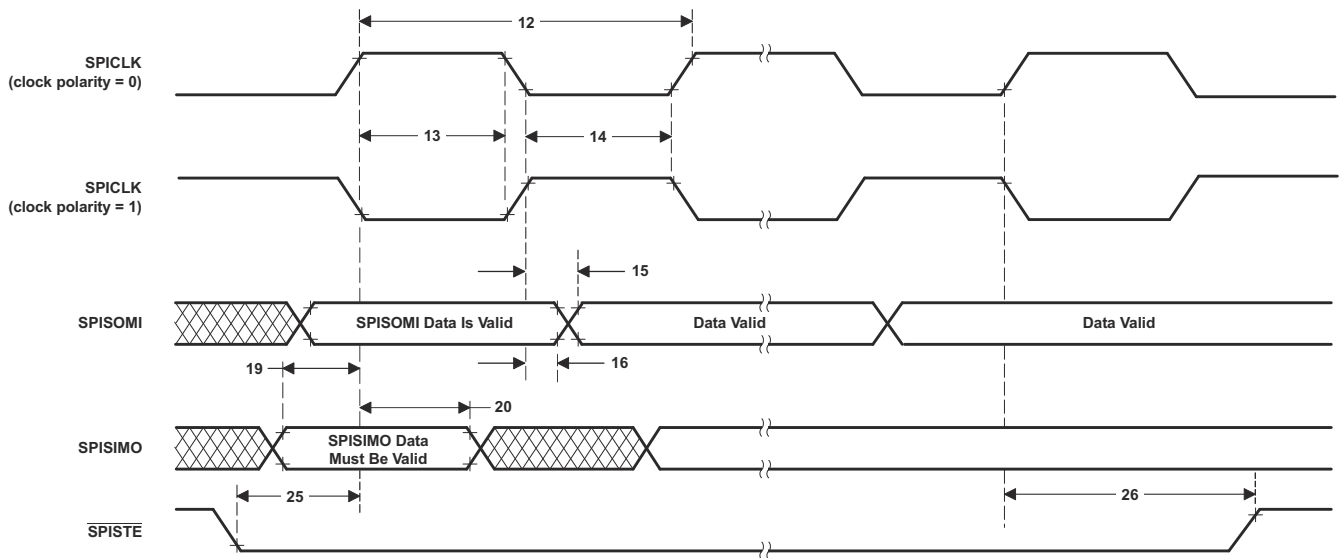 12
SPICLK
(clock polarity = 0)
13
14
SPICLK
(clock polarity = 1)
15
SPISOMI
SPISOMI Data Is Valid
Data Valid
Data Valid
16
19
20
SPISIMO
SPISIMO Data
Must Be Valid
25
26
SPISTE